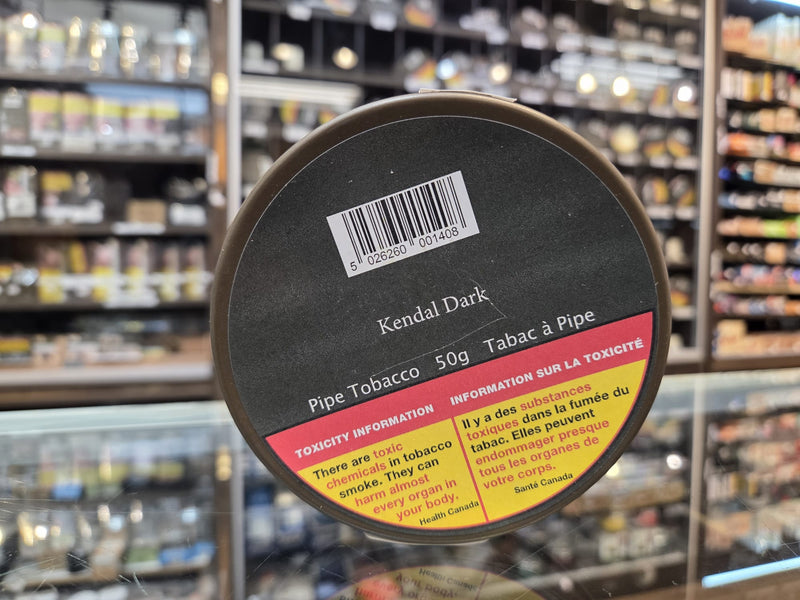 5 026260 001408
Kendal Dark
Pipe Tobacco 50g Tabac à Pipe
TOXICITY INFORMATION
There are toxic
chemicals in tobacco
smoke. They can
harm almost
every organ in
your body.
Health Canada
INFORMATION SUR LA TOXICITÉ
Il y a des substances
toxiques dans la fumée du
tabac. Elles peuvent
endommager presque
tous les organes de
votre corps.
Santé Canada
Health Canada